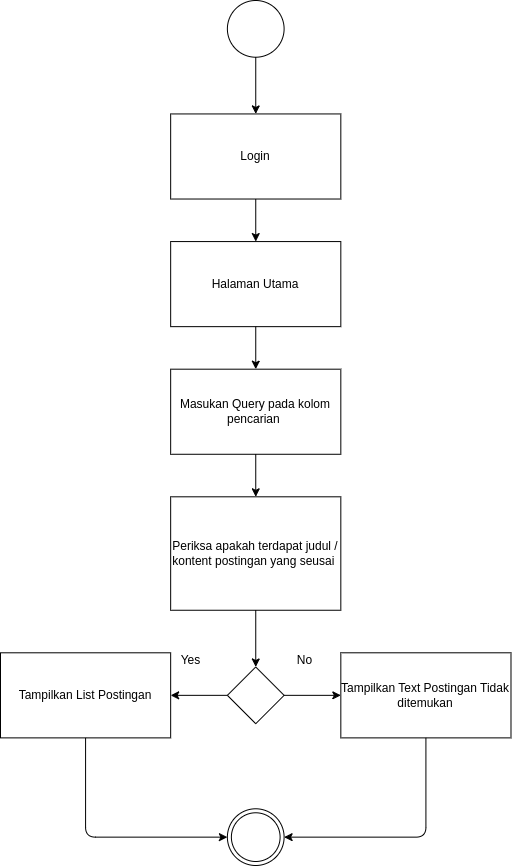 Login
Halaman Utama
Masukan Query pada kolom
pencarian
Periksa apakah terdapat judul /
kontent postingan yang seusai
Yes
No
Tampilkan List Postingan
Tampilkan Text Postingan Tidak
ditemukan